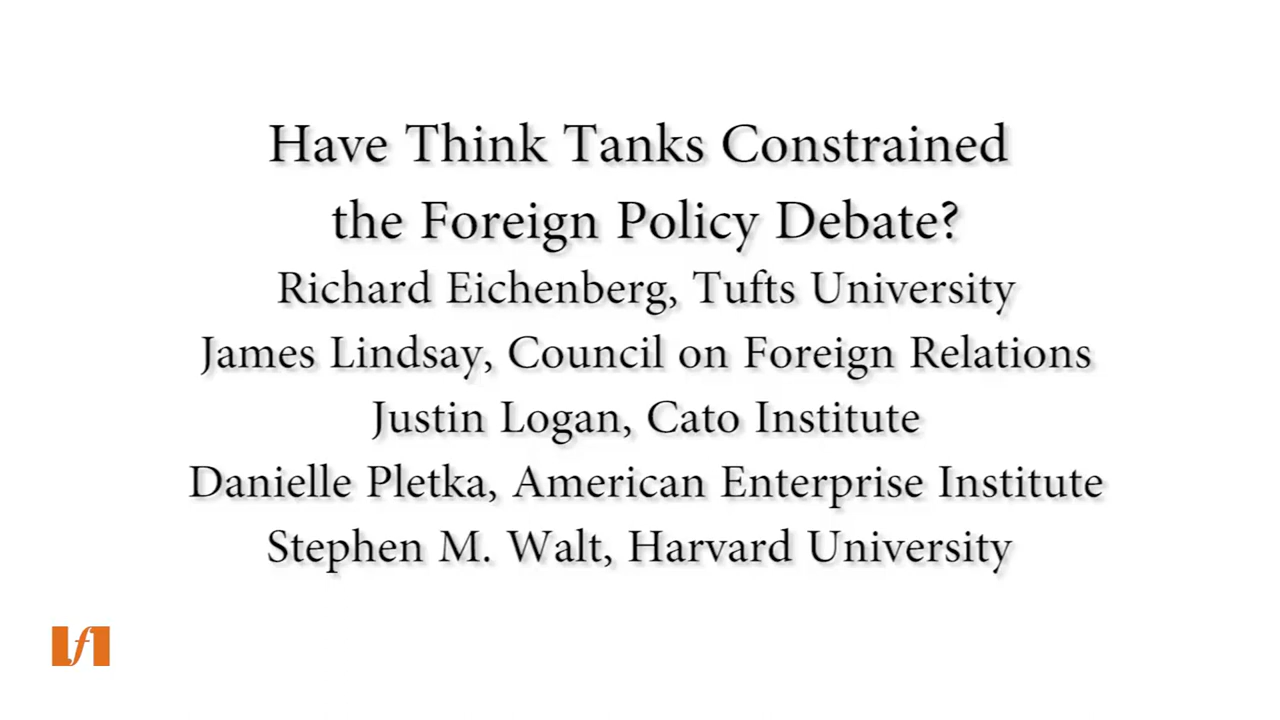 Have Think Tanks Constrained
the Foreign Policy Debate?
Richard Eichenberg, Tufts University
James Lindsay, Council on Foreign Relations
Justin Logan, Cato Institute
Danielle Pletka, American Enterprise Institute
Stephen M. Walt, Harvard University